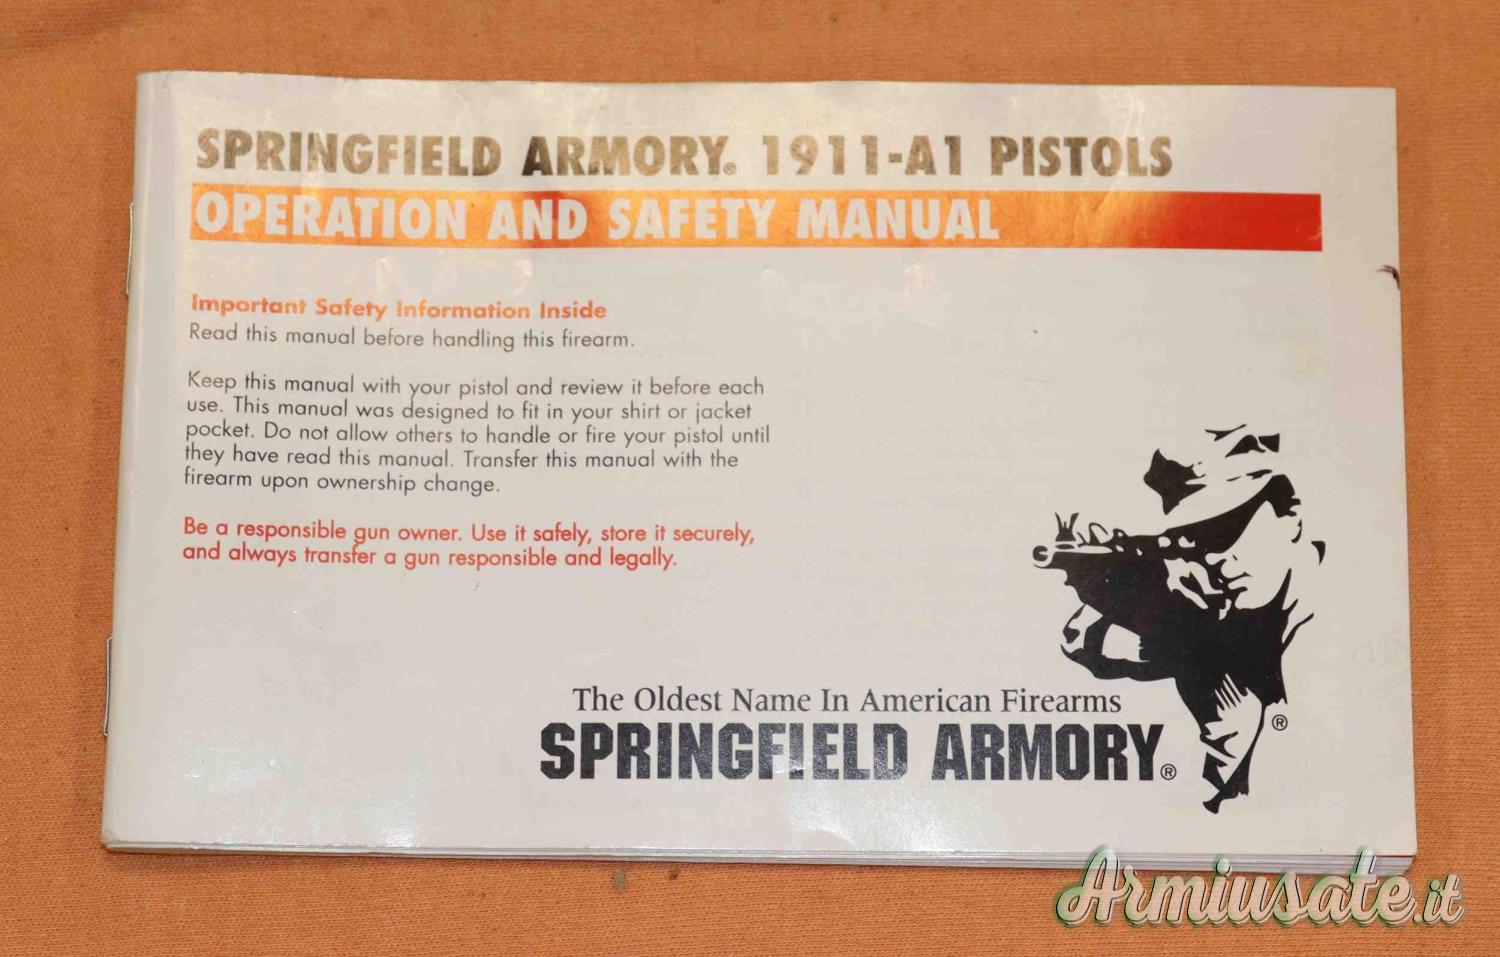 SPRINGFIELD ARMORY® 1911-A1 PISTOLS
OPERATION AND SAFETY MANUAL
Important Safety Information Inside
Read this manual before handling this firearm.
Keep this manual with your pistol and review it before each
use. This manual was designed to fit in your shirt or jacket
pocket. Do not allow others to handle or fire your pistol until
they have read this manual. Transfer this manual with the
firearm upon ownership change.
Be a responsible gun owner. Use it safely, store it securely,
and always transfer a gun responsible and legally.
The Oldest Name In American Firearms
SPRINGFIELD ARMORY®
®
Armiusate.it